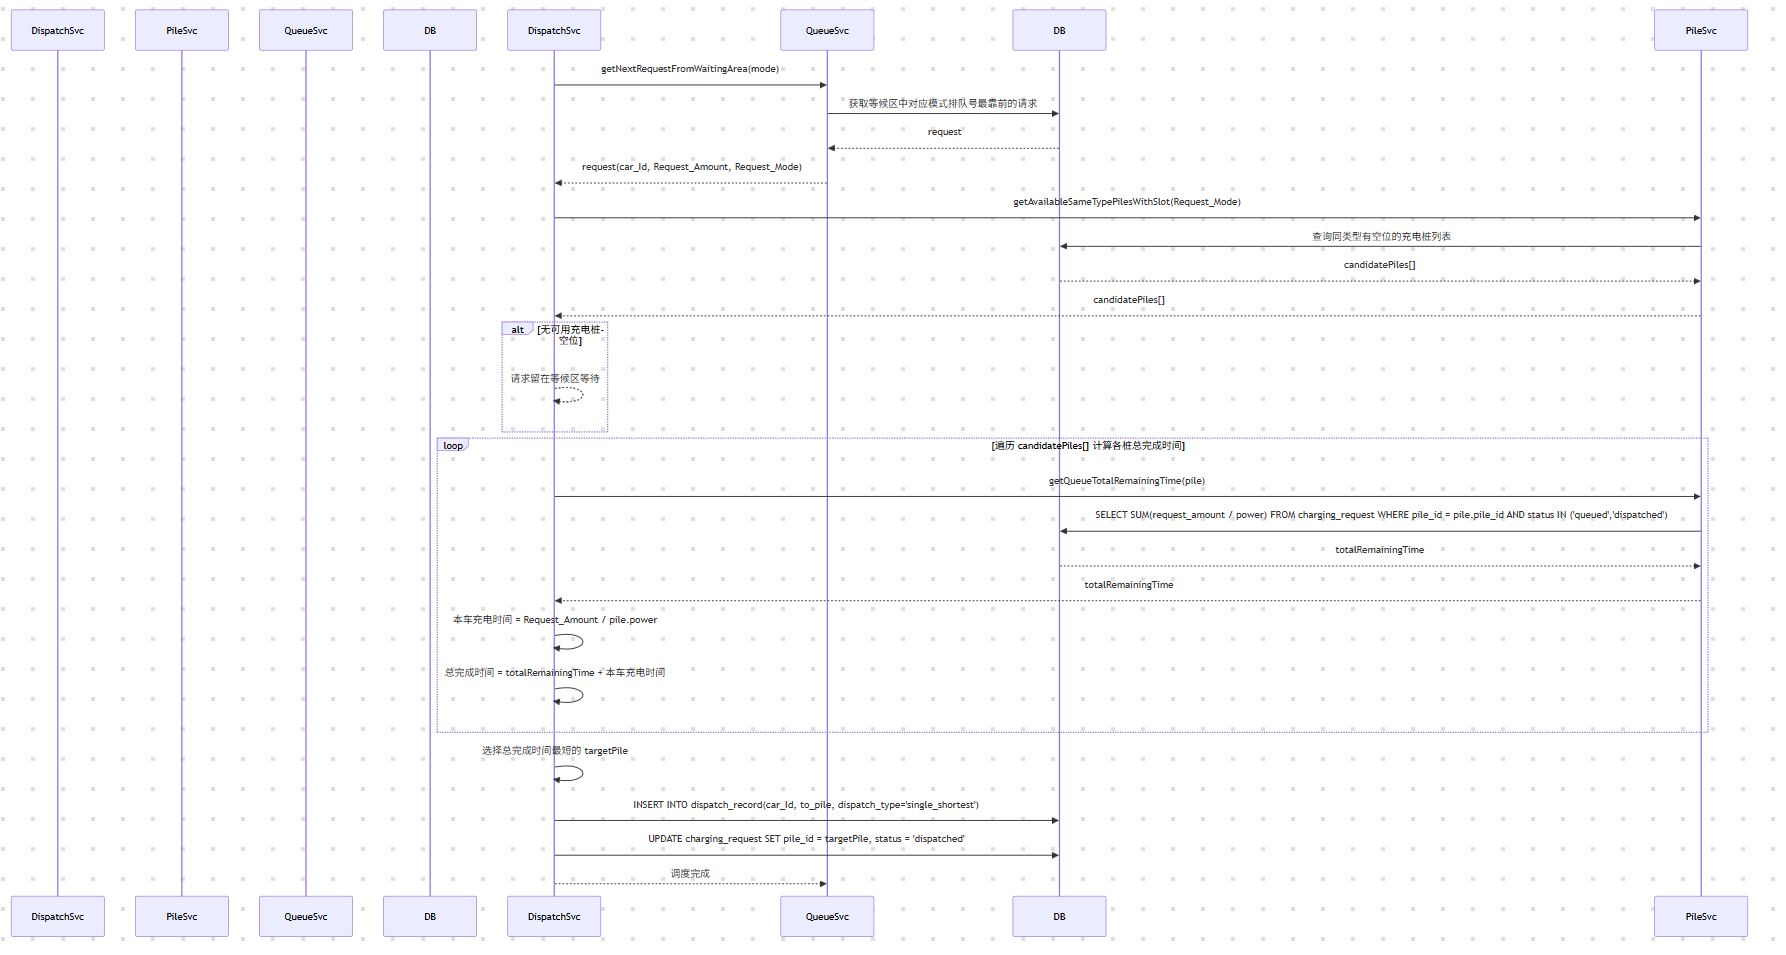 DispatchSvc
PileSvc
QueueSvc
DB
DispatchSvc
QueueSvc
DB
PileSvc
getNextRequestFromWaitingArea(mode)
获取等候区中对应模式排队号最靠前的请求
request
request(car_Id, Request_Amount, Request_Mode)
getAvailableSameTypePilesWithSlot(Request_Mode)
查询同类型有空位的充电桩列表
candidatePiles[]
candidatePiles[]
alt
[无可用充电桩-
空位]
请求留在等候区等待
loop
[遍历 candidatePiles[] 计算各桩总完成时间]
getQueueTotalRemainingTime(pile)
SELECT SUM(request_amount / power) FROM charging_request WHERE pile_id = pile.pile_id AND status IN ('queued','dispatched')
totalRemainingTime
totalRemainingTime
本车充电时间 = Request_Amount / pile.power
总完成时间 = totalRemainingTime + 本车充电时间
选择总完成时间最短的 targetPile
INSERT INTO dispatch_record(car_Id, to_pile, dispatch_type='single_shortest')
UPDATE charging_request SET pile_id = targetPile, status = 'dispatched'
调度完成
DispatchSvc
PileSvc
QueueSvc
DB
DispatchSvc
QueueSvc
DB
PileSvc